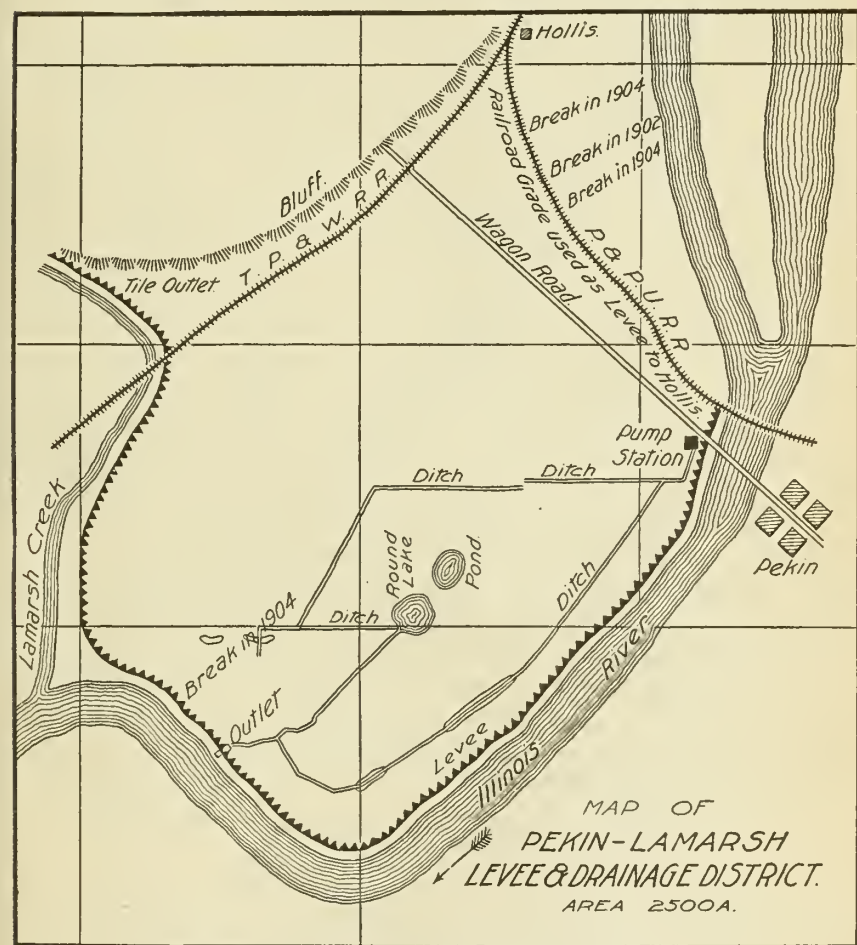 Hollis.
Railroad Grade used as Levee to Hollis.
Break in 1904
Break in 1902
Break in 1904
Bluff.
T. P. & W. R. R.
Wagon Road.
P & P. U. R. R
Tile Outlet.
Pump
Station
Pekin
Lamarsh Creek
Ditch
Ditch
Round
Lake
Pond.
Ditch
Ditch
Break in 1904
Outlet
Levee
Illinois River
MAP OF
PEKIN-LAMARSH
LEVEE & DRAINAGE DISTRICT.
AREA 2500A.